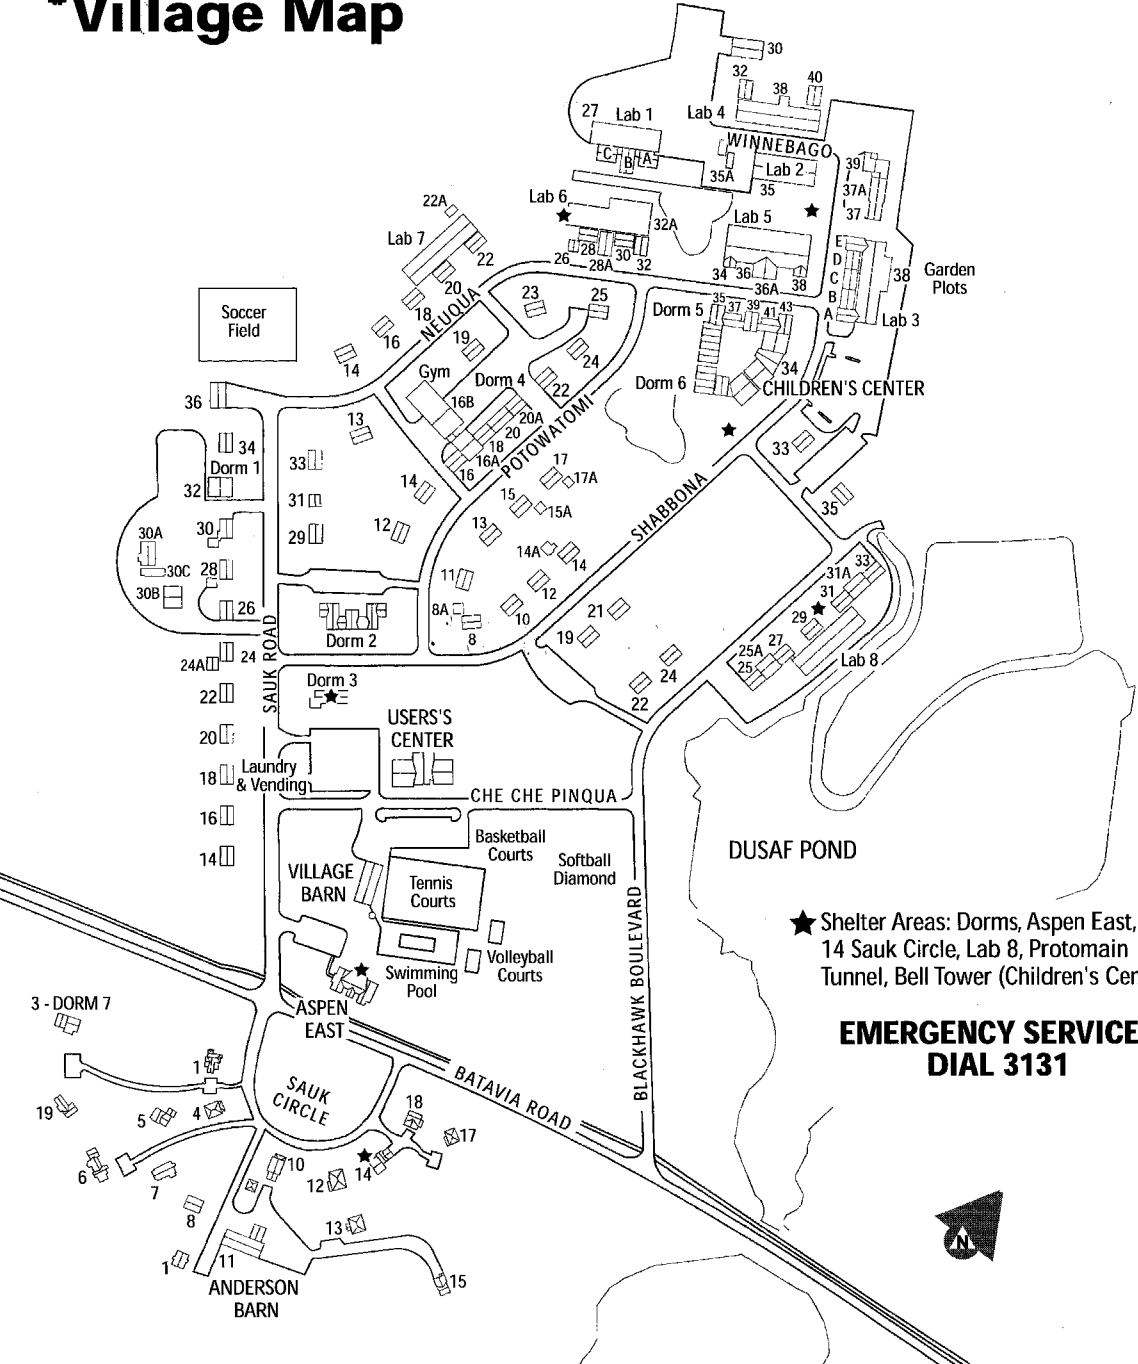 *Village Map
30
32
38
40
27
Lab 1
Lab 4
WINNEBAGO
C
B
A
35A
Lab 2
35
39
37A
37
22A
Lab 6
32A
Lab 5
Lab 7
22
26
28
28A
30
32
34
36
36A
38
E
D
C
B
A
38
Garden
Plots
Lab 3
20
18
NEUQUA
23
25
Dorm 5
35
37
39
41
43
Soccer
Field
16
14
19
24
34
Gym
Dorm 4
22
Dorm 6
CHILDREN'S CENTER
36
16B
20A
20
18
16A
16
POTOWATOMI
13
34
33
Dorm 1
32
31
14
17
17A
33
15
15A
SHABBONA
35
30A
30
29
12
13
14A
14
30C
28
30B
26
11
12
8A
10
8
21
19
31A
33
31
29
27
25A
25
Lab 8
Dorm 2
SAUK ROAD
24
24A
24
22
22
Dorm 3
USERS'S
CENTER
20
18
Laundry
& Vending
CHE CHE PINQUA
16
14
Basketball
Courts
Softball
Diamond
DUSAF POND
VILLAGE
BARN
Tennis
Courts
BLACKHAWK BOULEVARD
Swimming
Pool
Volleyball
Courts
★ Shelter Areas: Dorms, Aspen East,
14 Sauk Circle, Lab 8, Protomain
Tunnel, Bell Tower (Children's Cen
EMERGENCY SERVICE
DIAL 3131
ASPEN
EAST
3 - DORM 7
1
SAUK
CIRCLE
BATAVIA ROAD
19
5
4
18
17
6
7
10
12
14
8
13
1
11
15
ANDERSON
BARN
N